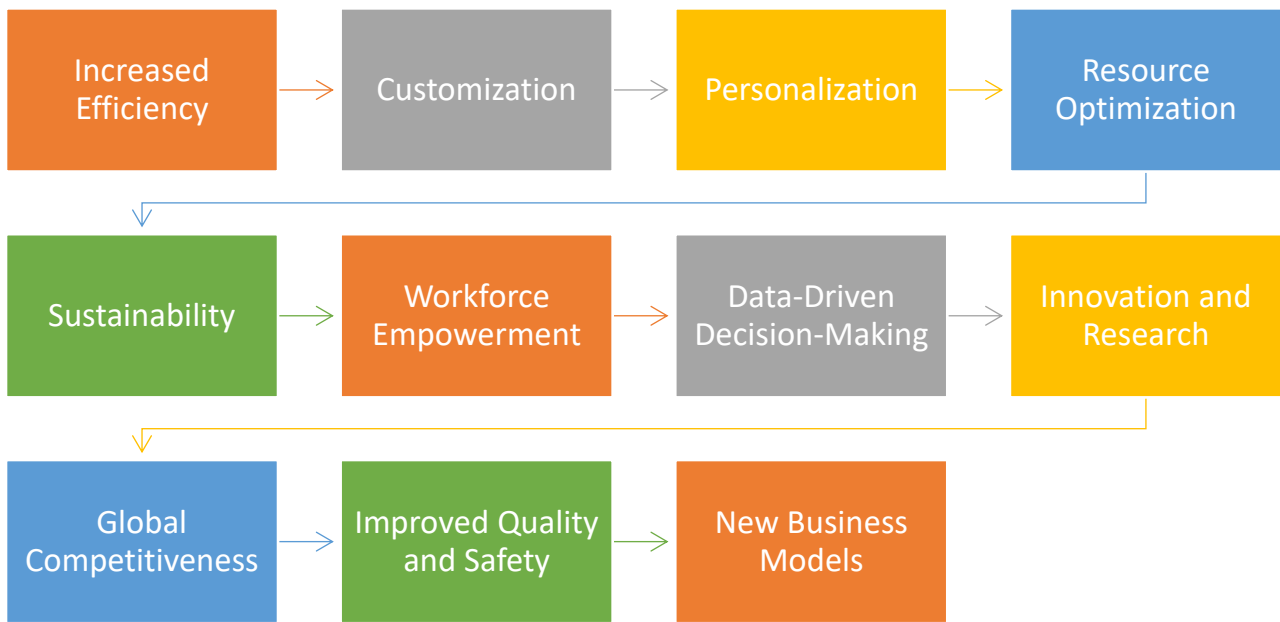 Increased
Efficiency
Customization
Personalization
Resource
Optimization
Sustainability
Workforce
Empowerment
Data-Driven
Decision-Making
Innovation and
Research
Global
Competitiveness
Improved Quality
and Safety
New Business
Models